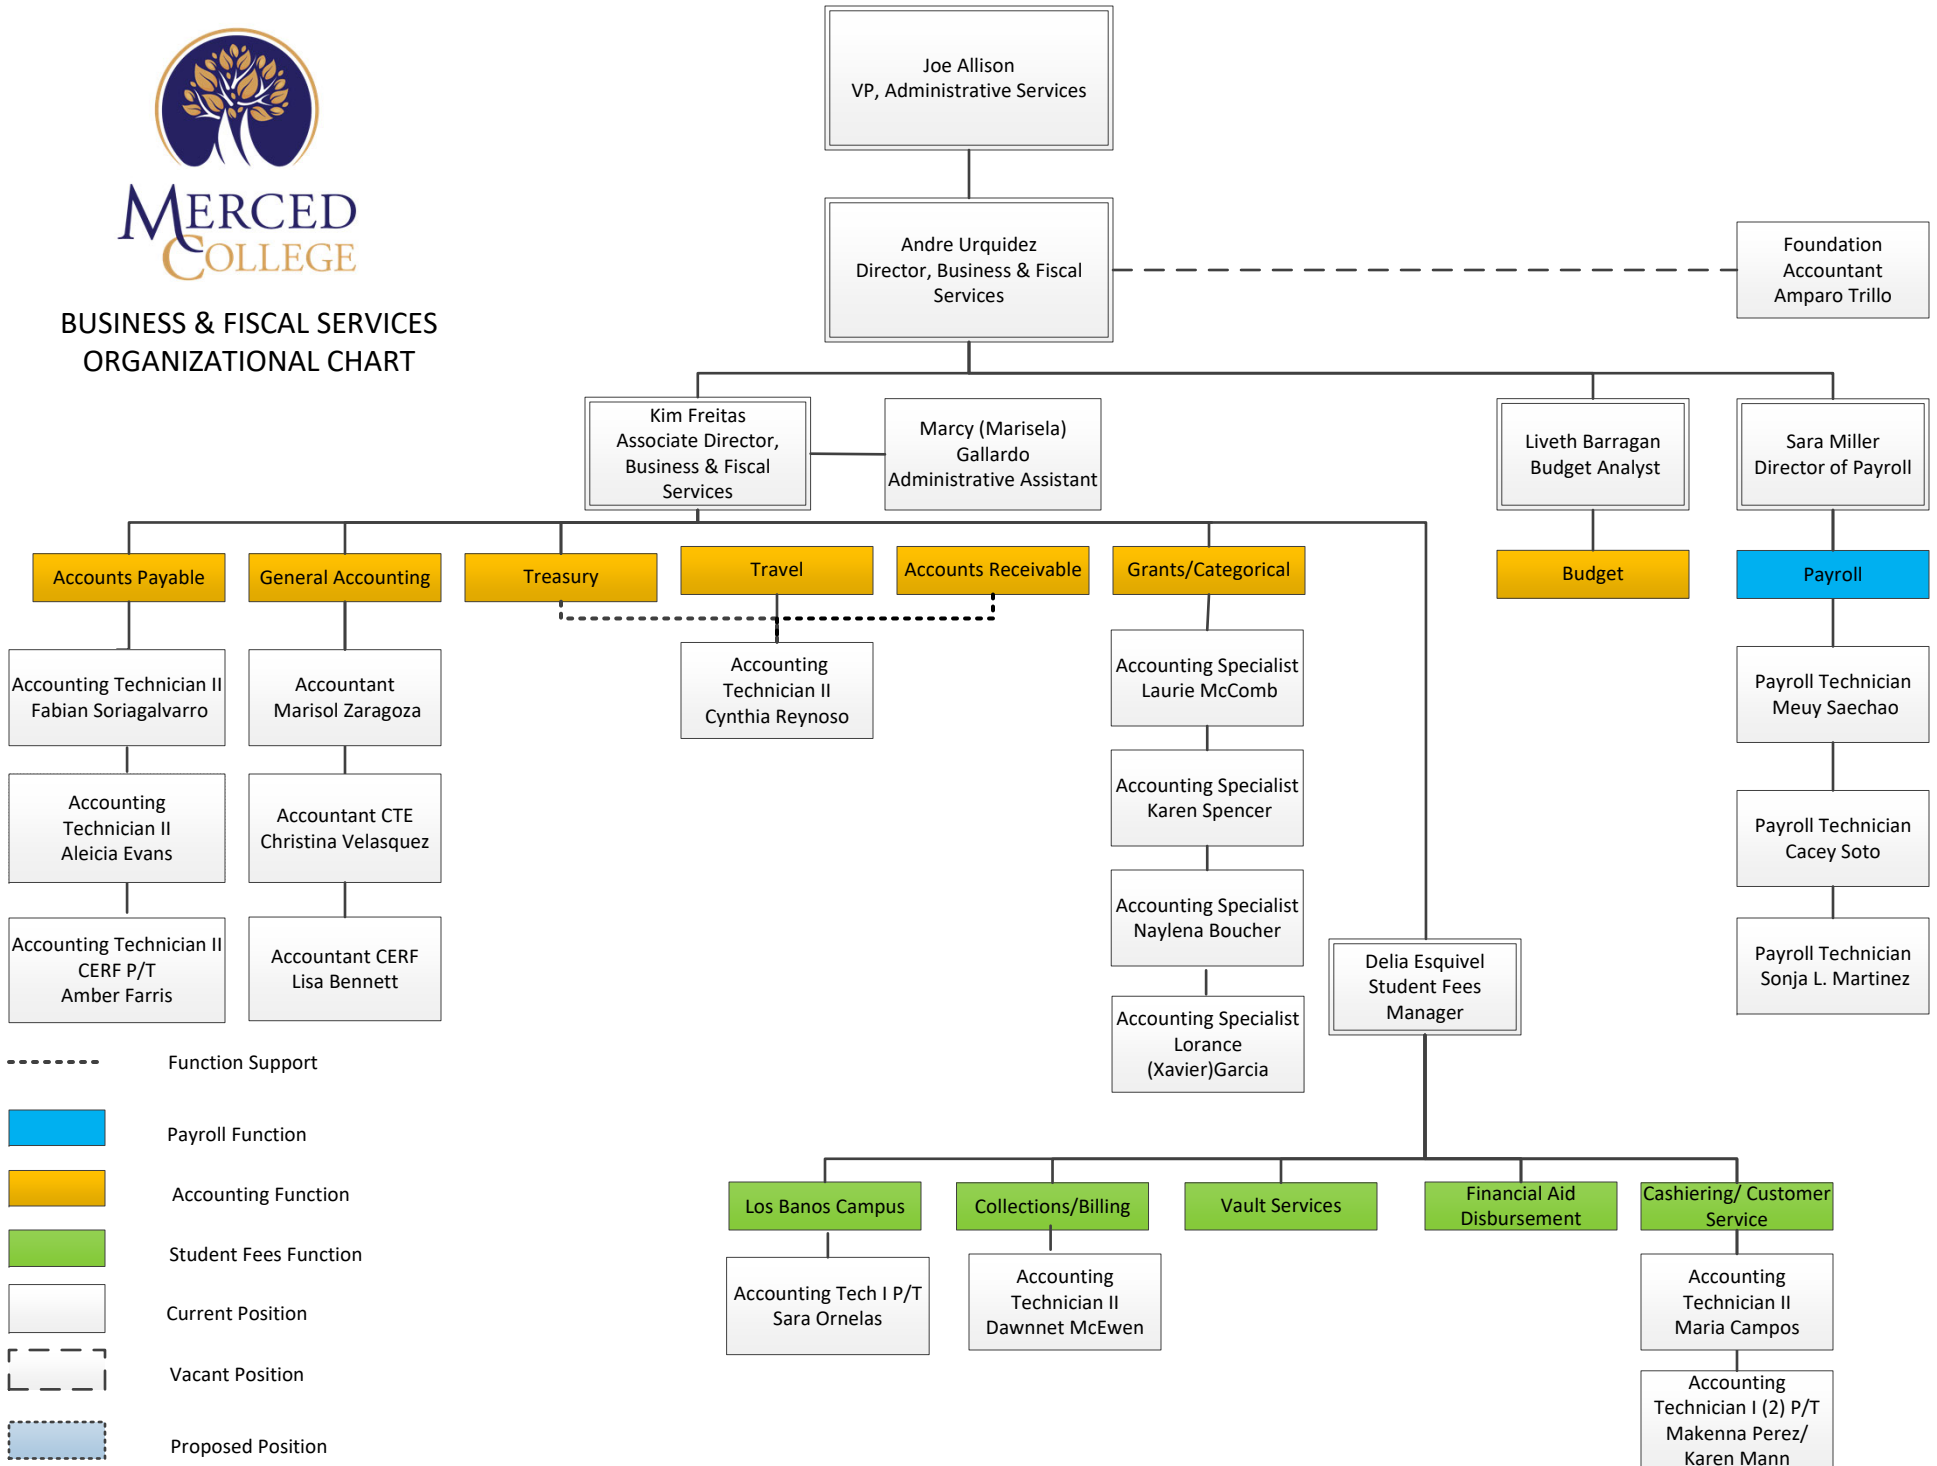 MERCED
COLLEGE
BUSINESS & FISCAL SERVICES
ORGANIZATIONAL CHART
Joe Allison
VP, Administrative Services
Andre Urquidez
Director, Business & Fiscal
Services
Foundation
Accountant
Amparo Trillo
Kim Freitas
Associate Director,
Business & Fiscal
Services
Marcy (Marisela)
Gallardo
Administrative Assistant
Liveth Barragan
Budget Analyst
Sara Miller
Director of Payroll
Accounts Payable
General Accounting
Treasury
Travel
Accounts Receivable
Grants/Categorical
Budget
Payroll
Accounting Technician II
Fabian Soriagalvarro
Accounting
Technician II
Aleicia Evans
Accounting Technician II
CERF P/T
Amber Farris
Accountant
Marisol Zaragoza
Accountant CTE
Christina Velasquez
Accountant CERF
Lisa Bennett
Accounting
Technician II
Cynthia Reynoso
Accounting Specialist
Laurie McComb
Accounting Specialist
Karen Spencer
Accounting Specialist
Naylena Boucher
Accounting Specialist
Lorance
(Xavier)Garcia
Delia Esquivel
Student Fees
Manager
Payroll Technician
Meuy Saechao
Payroll Technician
Cacey Soto
Payroll Technician
Sonja L. Martinez
Function Support
Payroll Function
Accounting Function
Student Fees Function
Current Position
Vacant Position
Proposed Position
Los Banos Campus
Collections/Billing
Vault Services
Financial Aid
Disbursement
Cashiering/ Customer
Service
Accounting Tech I P/T
Sara Ornelas
Accounting
Technician II
Dawnnet McEwen
Accounting
Technician II
Maria Campos
Accounting
Technician I (2) P/T
Makenna Perez/
Karen Mann